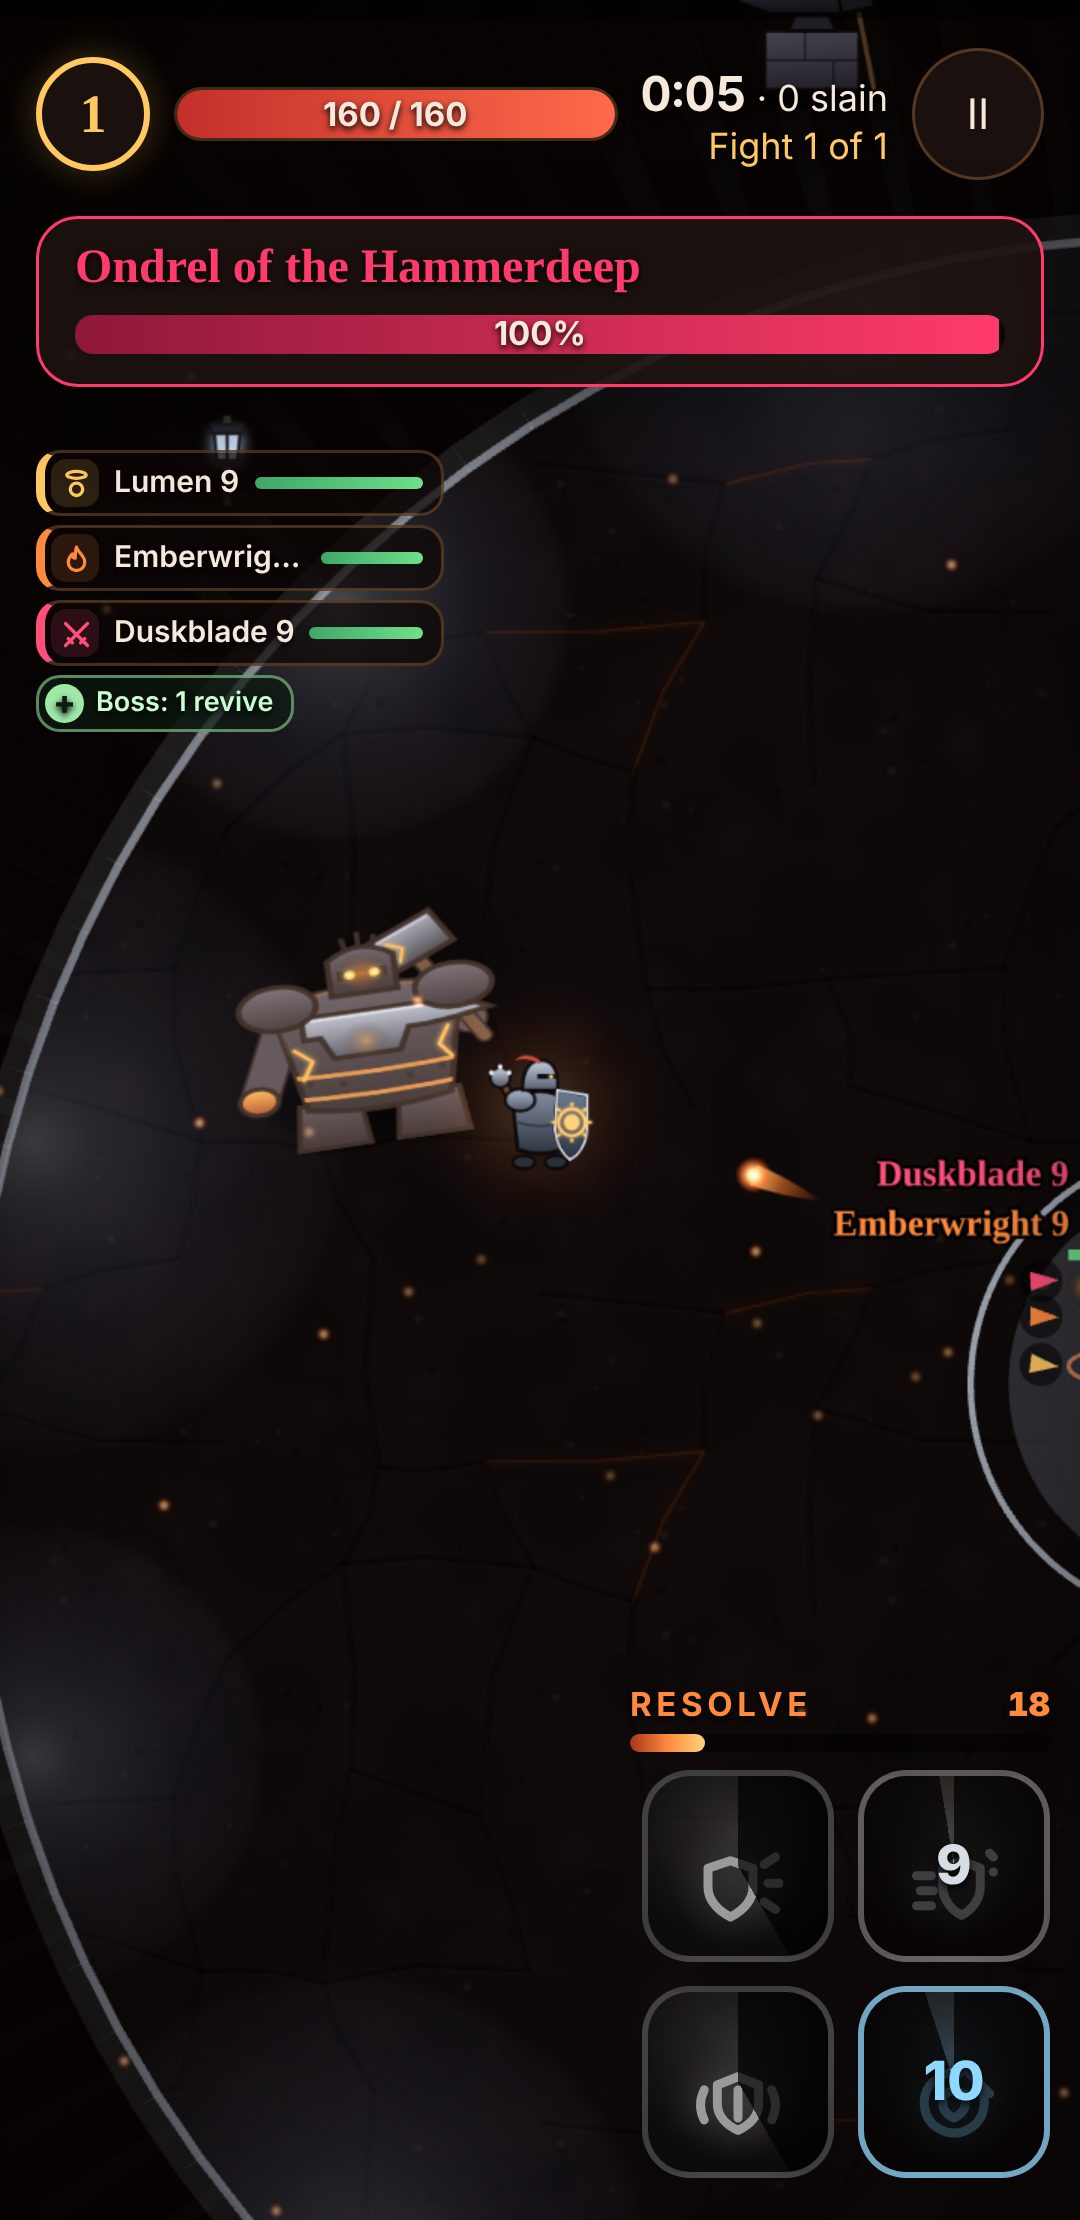 1
160 / 160
0:05 · 0 slain
Fight 1 of 1
Ondrel of the Hammerdeep
100%
Lumen 9
Emberwrig...
Duskblade 9
Boss: 1 revive
Duskblade 9
Emberwright 9
RESOLVE 18
9
10